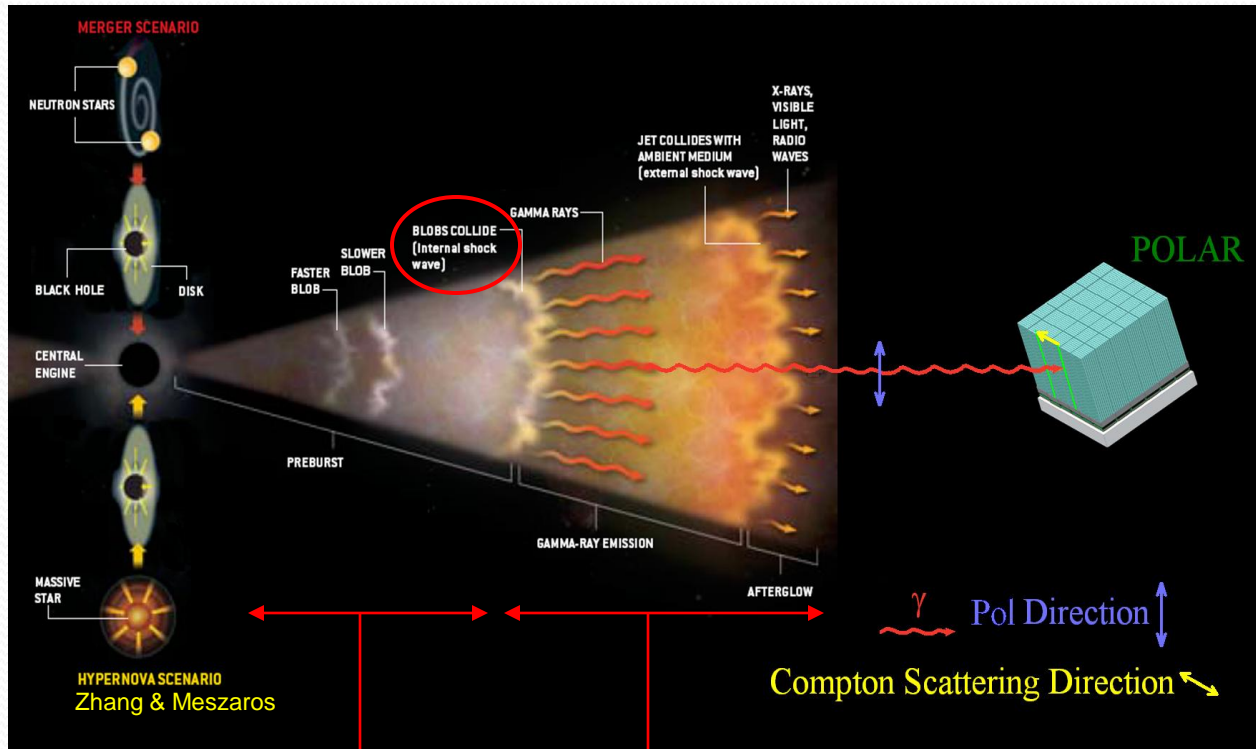 MERGER SCENARIO
NEUTRON STARS
BLACK HOLE
DISK
CENTRAL
ENGINE
MASSIVE
STAR
HYPERNOVA SCENARIO
Zhang & Meszaros
FASTER
BLOB
SLOWER
BLOB
BLOBS COLLIDE
(Internal shock
wave)
GAMMA RAYS
JET COLLIDES WITH
AMBIENT MEDIUM
(external shock wave)
X-RAYS,
VISIBLE
LIGHT,
RADIO
WAVES
PREBURST
GAMMA-RAY EMISSION
AFTERGLOW
POLAR
γ
Pol Direction
Compton Scattering Direction